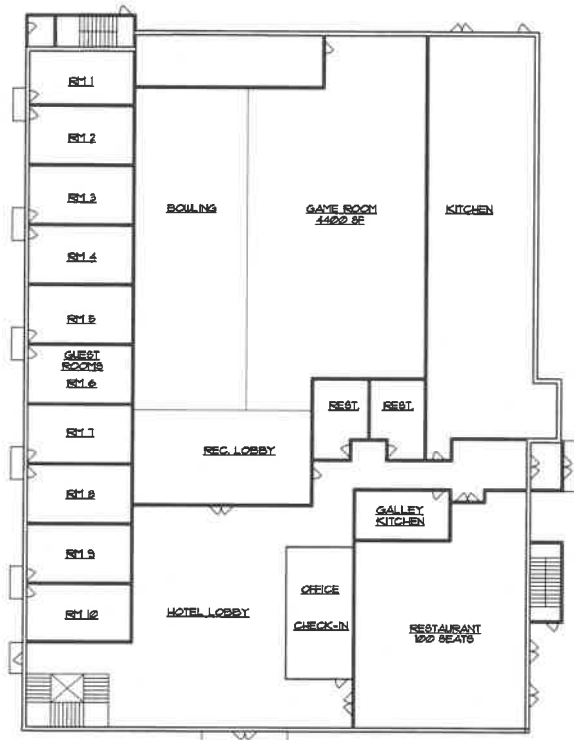 RM 1
RM 2
RM 3
RM 4
RM 5
GUEST
ROOMS
RM 6
RM 7
RM 8
RM 9
RM 10
BOWLING
GAME ROOM
4400 SF
KITCHEN
REST.
REST.
REC. LOBBY
GALLEY
KITCHEN
HOTEL LOBBY
OFFICE
CHECK-IN
RESTAURANT
100 SEATS